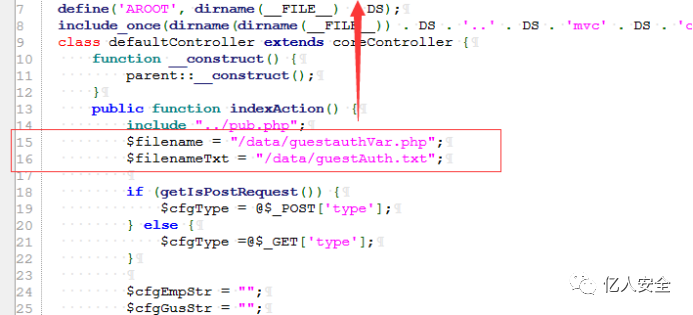 7 define('AROOT', dirname(__FILE__) . DS);
8 include_once(dirname(dirname(__FILE__)) . DS . '..' . DS . 'mvc' . DS .
9 class defaultController extends coreController {
10 function __construct() {
11 parent::__construct();
12 }
13 public function indexAction() {
14 include "../pub.php";
15 $filename = "/data/guestauthVar.php";
16 $filenameTxt = "/data/guestAuth.txt";
17
18 if (getIsPostRequest()) {
19 $cfgType = @$_POST['type'];
20 } else {
21 $cfgType =@$_GET['type'];
22 }
23
24 $cfgEmpStr = "";
25 $cfgGusStr = "";
亿人安全